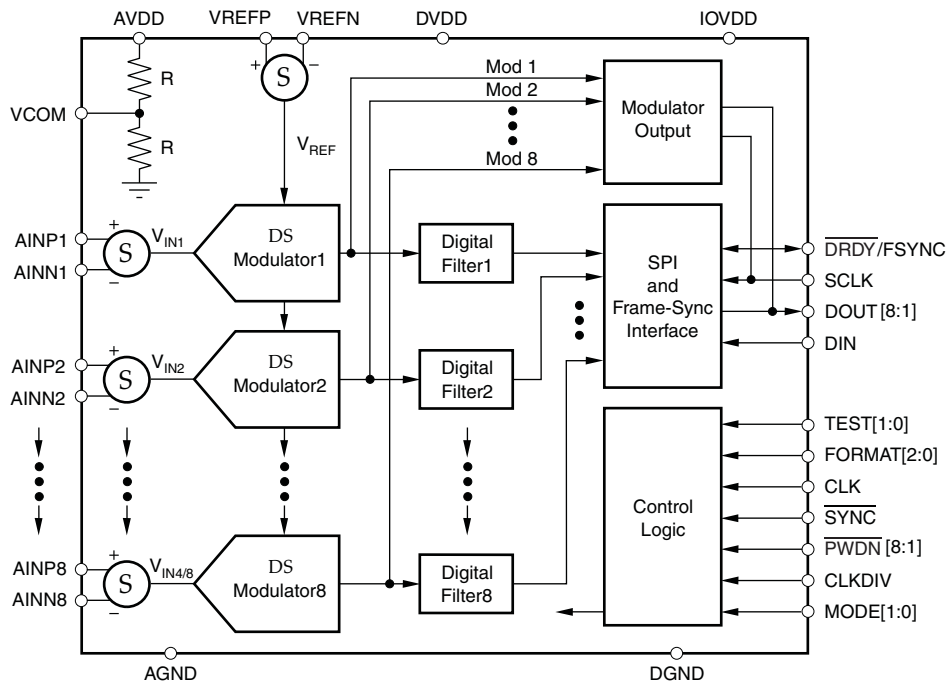 AVDD
VREFP
VREFN
DVDD
IOVDD
R
+
S
−
Mod 1
Mod 2
Modulator
Output
VCOM
R
VREF
Mod 8
AINP1
AINN1
+
S
−
VIN1
DS
Modulator1
Digital
Filter1
SPI
and
Frame-Sync
Interface
DRDY/FSYNC
SCLK
DOUT [8:1]
DIN
AINP2
AINN2
+
S
−
VIN2
DS
Modulator2
Digital
Filter2
TEST[1:0]
FORMAT[2:0]
CLK
Control
Logic
SYNC
PWDN [8:1]
CLKDIV
MODE[1:0]
AINP8
AINN8
+
S
−
VIN4/8
DS
Modulator8
Digital
Filter8
AGND
DGND